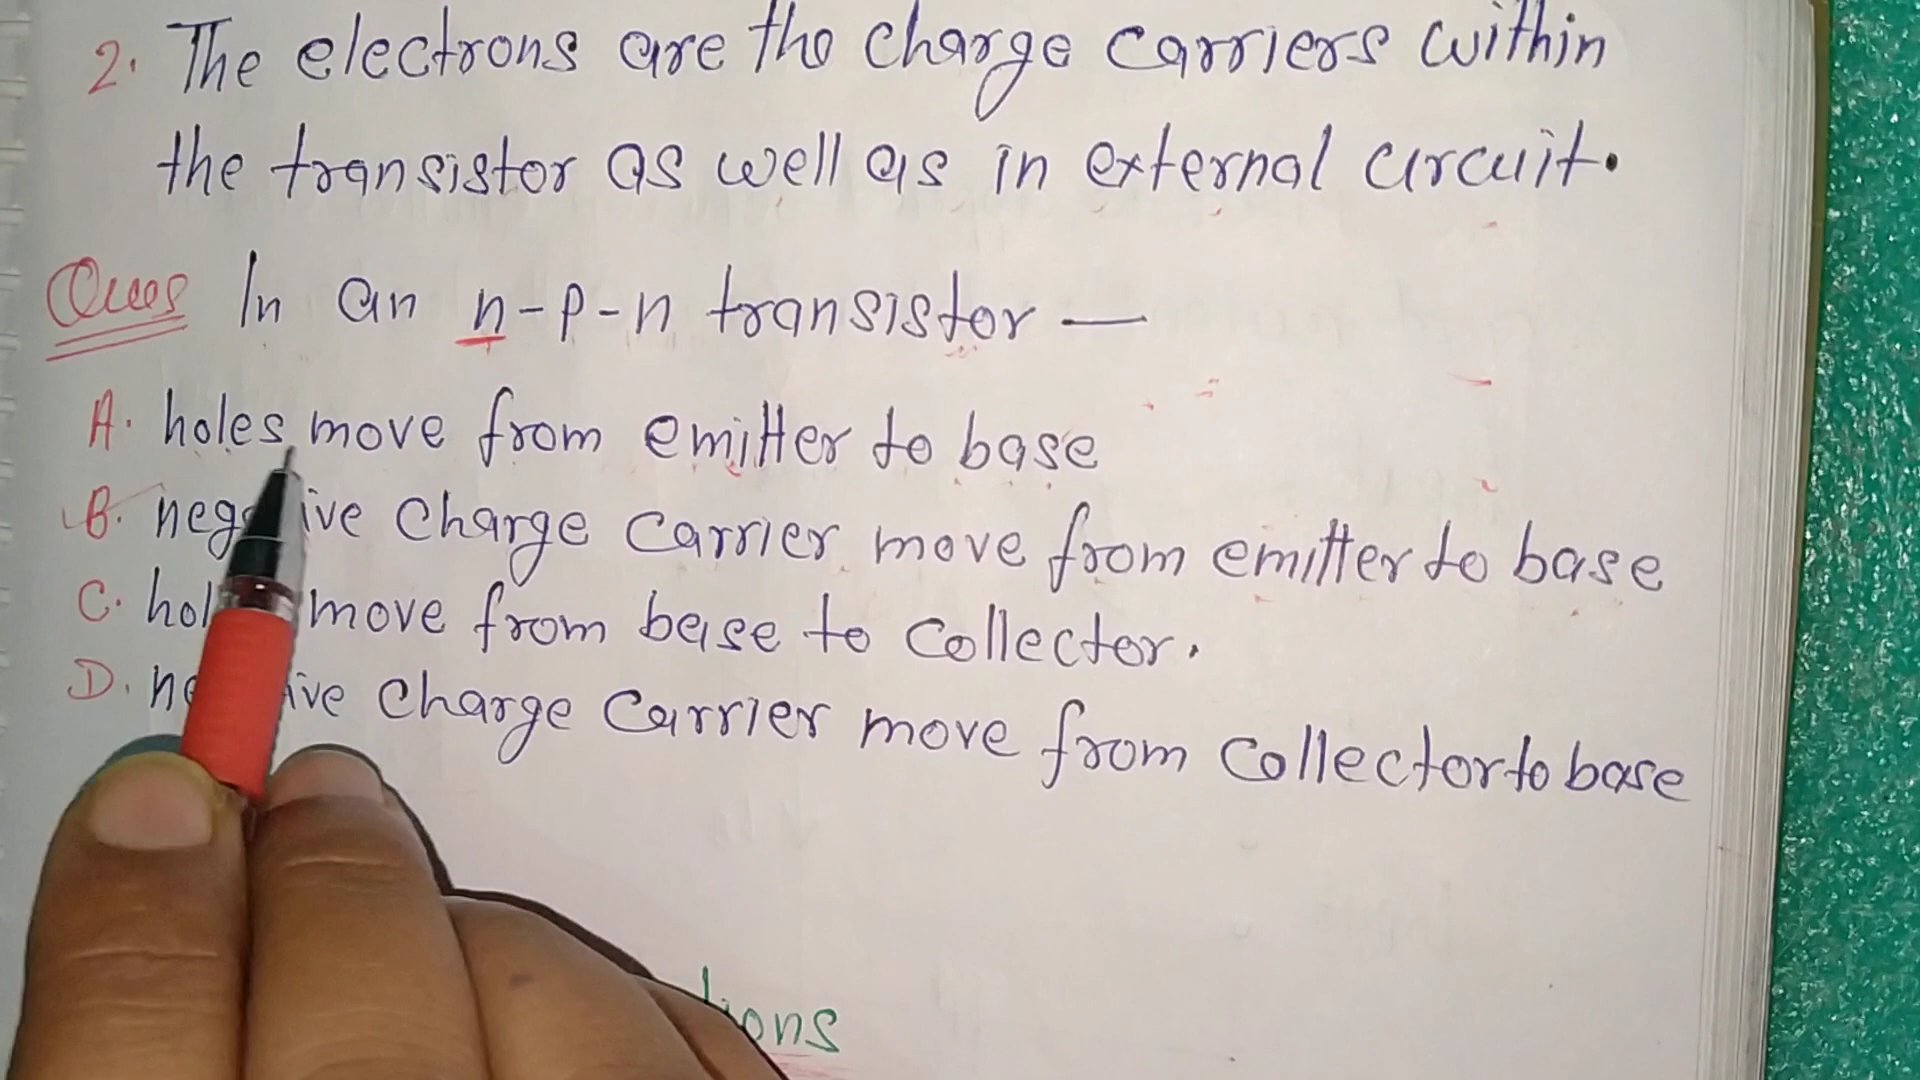 2. The electrons are the charge carriers within
the transistor as well as in external circuit.
Ques In an n-p-n transistor —
A. holes move from emitter to base
B. charge carrier move from emitter to base
C. move from base to collector.
D. charge carrier move from collector to base